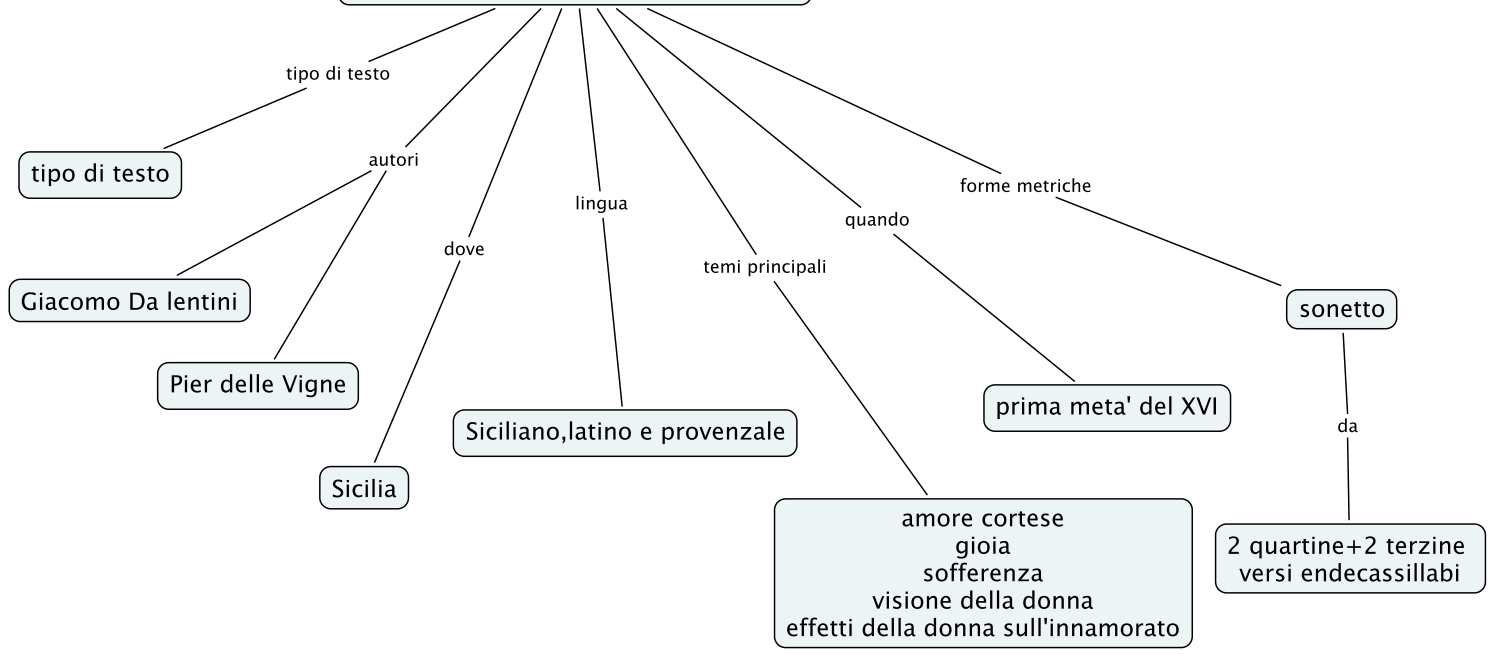 tipo di testo
tipo di testo
autori
forme metriche
lingua
quando
dove
temi principali
Giacomo Da lentini
sonetto
Pier delle Vigne
prima meta' del XVI
da
Siciliano,latino e provenzale
Sicilia
amore cortese
gioia
sofferenza
visione della donna
effetti della donna sull'innamorato
2 quartine+2 terzine
versi endecassillabi